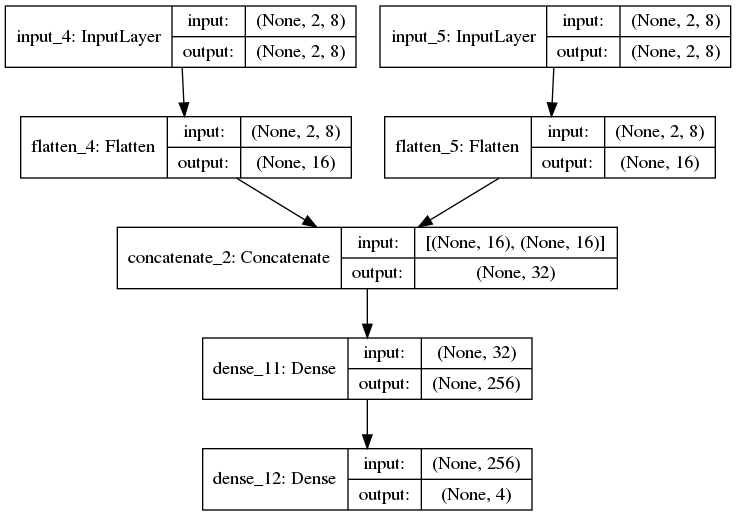 input_4: InputLayer
input: (None, 2, 8)
output: (None, 2, 8)
input_5: InputLayer
input: (None, 2, 8)
output: (None, 2, 8)
flatten_4: Flatten
input: (None, 2, 8)
output: (None, 16)
flatten_5: Flatten
input: (None, 2, 8)
output: (None, 16)
concatenate_2: Concatenate
input: [(None, 16), (None, 16)]
output: (None, 32)
dense_11: Dense
input: (None, 32)
output: (None, 256)
dense_12: Dense
input: (None, 256)
output: (None, 4)